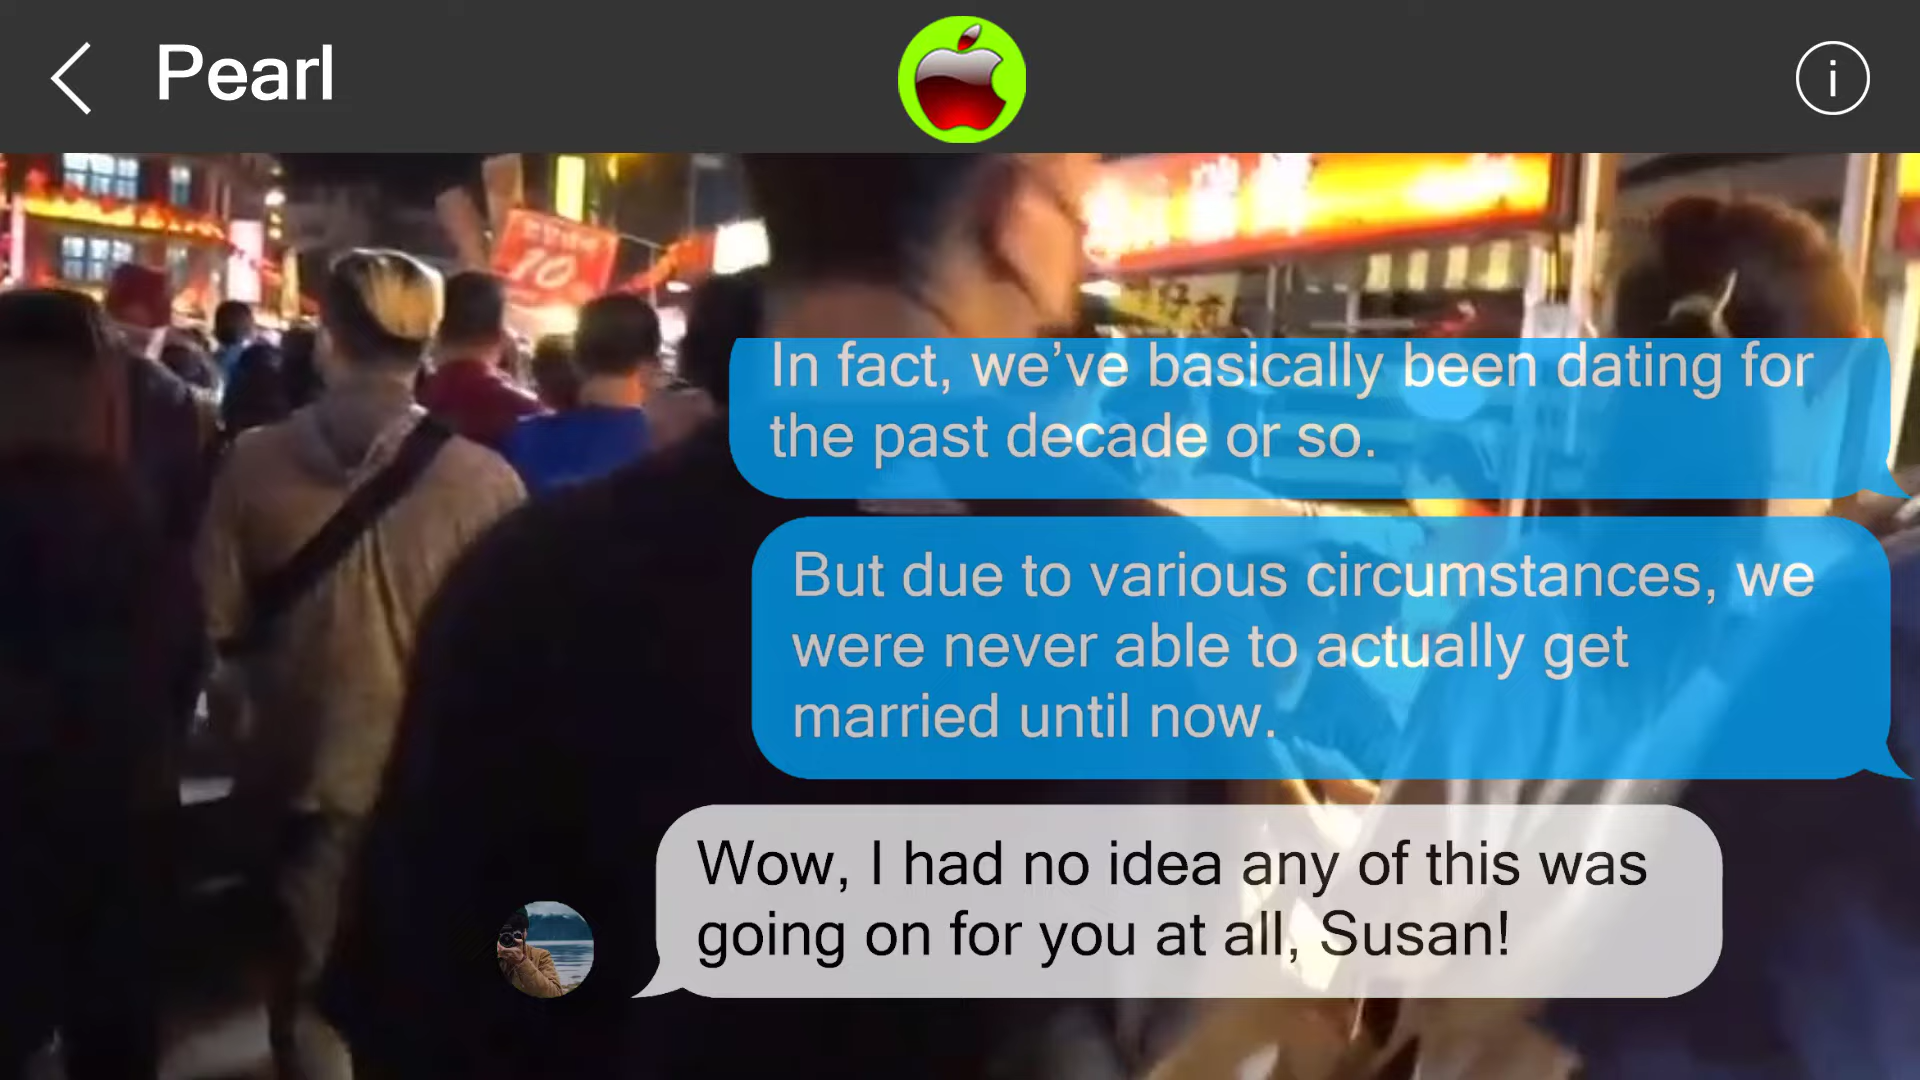 Pearl
i
10
In fact, we’ve basically been dating for
the past decade or so.
But due to various circumstances, we
were never able to actually get
married until now.
Wow, I had no idea any of this was
going on for you at all, Susan!